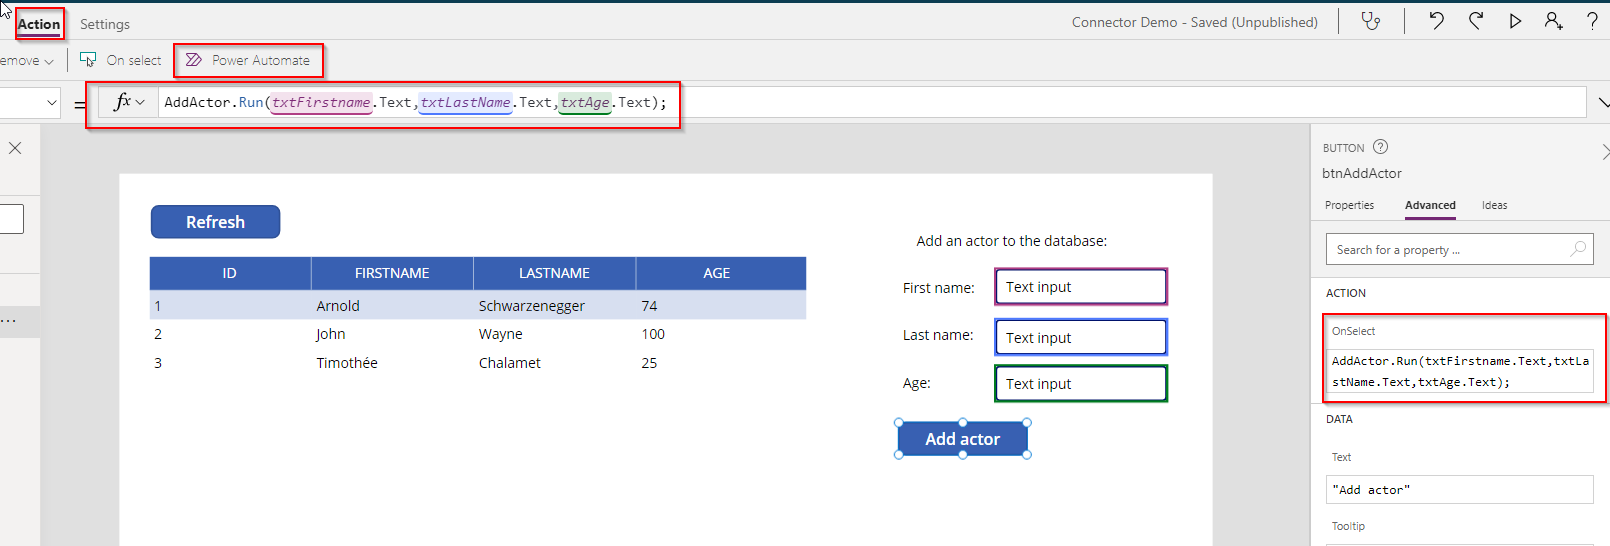 Action Settings Connector Demo - Saved (Unpublished)
emove On select Power Automate
= fx AddActor.Run(txtFirstname.Text,txtLastName.Text,txtAge.Text);
BUTTON
btnAddActor
Properties Advanced Ideas
Search for a property ...
ACTION
OnSelect
AddActor.Run(txtFirstname.Text,txtLa
stName.Text,txtAge.Text);
DATA
Text
"Add actor"
Tooltip
Refresh
ID FIRSTNAME LASTNAME AGE
1 Arnold Schwarzenegger 74
2 John Wayne 100
3 Timothée Chalamet 25
Add an actor to the database:
First name: Text input
Last name: Text input
Age: Text input
Add actor